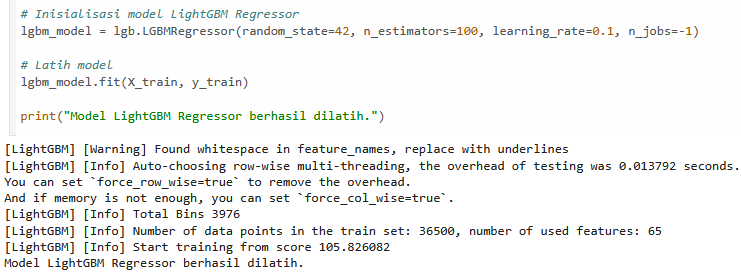 # Inisialisasi model LightGBM Regressor
lgbm_model = lgb.LGBMRegressor(random_state=42, n_estimators=100, learning_rate=0.1, n_jobs=-1)
# Latih model
lgbm_model.fit(X_train, y_train)
print("Model LightGBM Regressor berhasil dilatih.")
[LightGBM] [Warning] Found whitespace in feature_names, replace with underlines
[LightGBM] [Info] Auto-choosing row-wise multi-threading, the overhead of testing was 0.013792 seconds.
You can set `force_row_wise=true` to remove the overhead.
And if memory is not enough, you can set `force_col_wise=true`.
[LightGBM] [Info] Total Bins 3976
[LightGBM] [Info] Number of data points in the train set: 36500, number of used features: 65
[LightGBM] [Info] Start training from score 105.826082
Model LightGBM Regressor berhasil dilatih.